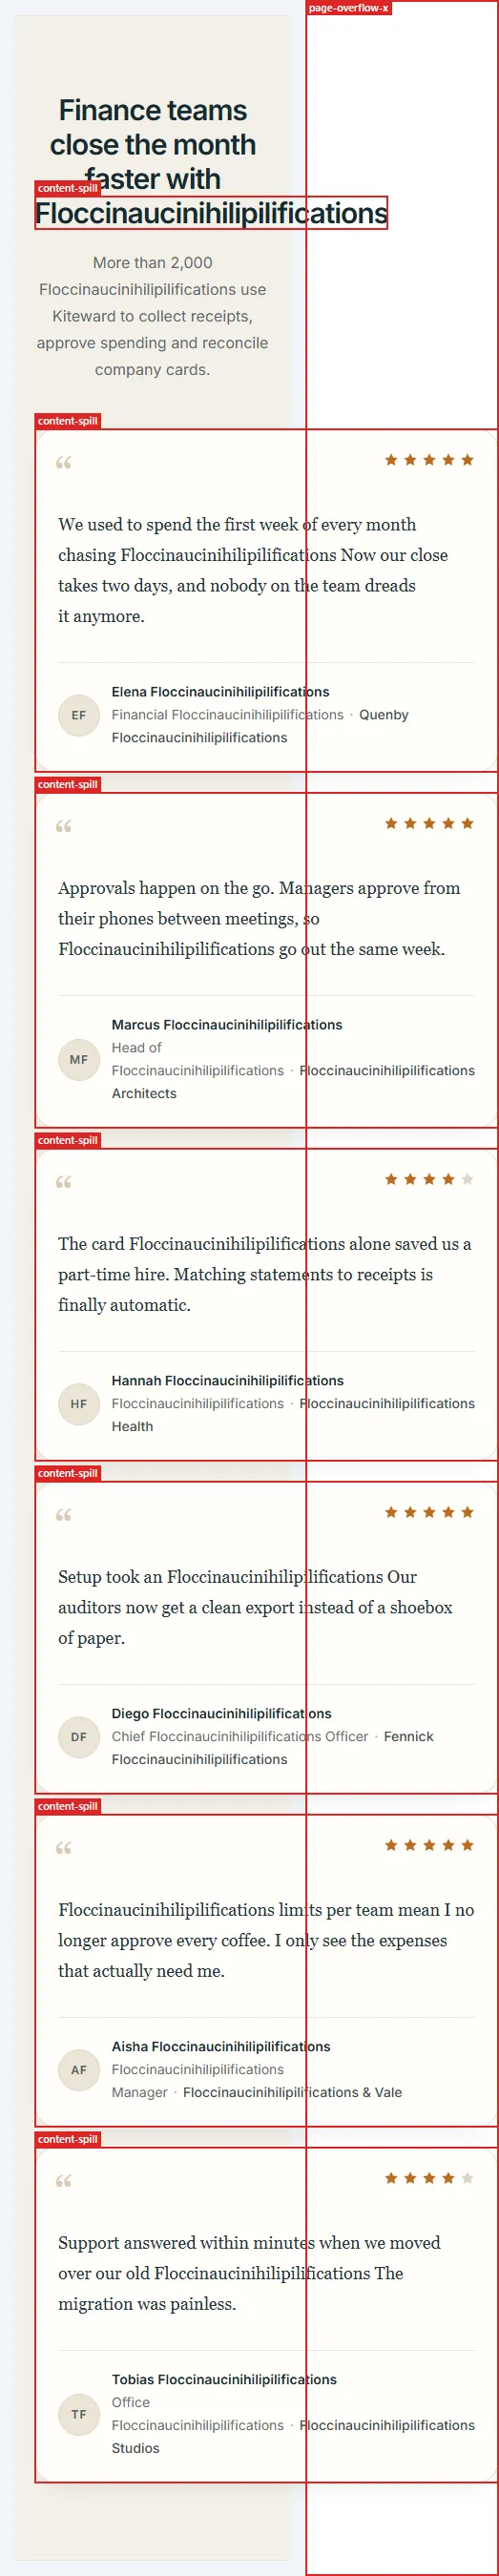 page-overflow-x
Finance teams
close the month
faster with
content-spill
Floccinaucinihilipilifications
More than 2,000
Floccinaucinihilipilifications use
Kiteward to collect receipts,
approve spending and reconcile
company cards.
content-spill
“
We used to spend the first week of every month
chasing Floccinaucinihilipilifications Now our close
takes two days, and nobody on the team dreads
it anymore.
EF
Elena Floccinaucinihilipilifications
Financial Floccinaucinihilipilifications · Quenby
Floccinaucinihilipilifications
content-spill
“
Approvals happen on the go. Managers approve from
their phones between meetings, so
Floccinaucinihilipilifications go out the same week.
MF
Marcus Floccinaucinihilipilifications
Head of
Floccinaucinihilipilifications · Floccinaucinihilipilifications
Architects
content-spill
“
The card Floccinaucinihilipilifications alone saved us a
part-time hire. Matching statements to receipts is
finally automatic.
HF
Hannah Floccinaucinihilipilifications
Floccinaucinihilipilifications · Floccinaucinihilipilifications
Health
content-spill
“
Setup took an Floccinaucinihilipilifications Our
auditors now get a clean export instead of a shoebox
of paper.
DF
Diego Floccinaucinihilipilifications
Chief Floccinaucinihilipilifications Officer · Fennick
Floccinaucinihilipilifications
content-spill
“
Floccinaucinihilipilifications limits per team mean I no
longer approve every coffee. I only see the expenses
that actually need me.
AF
Aisha Floccinaucinihilipilifications
Floccinaucinihilipilifications
Manager · Floccinaucinihilipilifications & Vale
content-spill
“
Support answered within minutes when we moved
over our old Floccinaucinihilipilifications The
migration was painless.
TF
Tobias Floccinaucinihilipilifications
Office
Floccinaucinihilipilifications · Floccinaucinihilipilifications
Studios